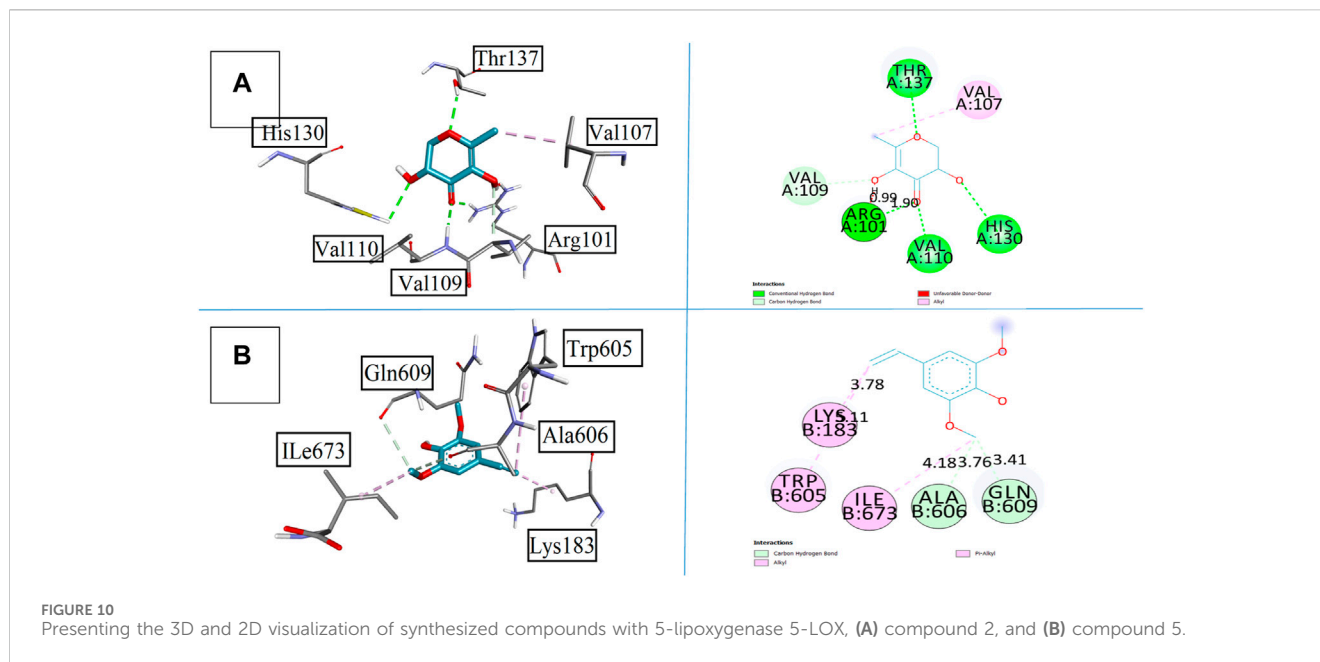 A
Thr137
His130
Val107
Val110
Arg101
Val109
THR
A:137
VAL
A:107
O
VAL
A:109
O
H
0.99
1.90
O
O
ARG
A:101
VAL
A:110
HIS
A:130
Interactions
Conventional Hydrogen Bond
Carbon Hydrogen Bond
Unfavorable Donor-Donor
Alkyl
B
Trp605
Gln609
Ala606
ILe673
Lys183
O
O
O
3.78
5.11
LYS
B:183
4.18
3.76
3.41
TRP
B:605
ILE
B:673
ALA
B:606
GLN
B:609
Interactions
Carbon Hydrogen Bond
Alkyl
Pi-Alkyl
FIGURE 10
Presenting the 3D and 2D visualization of synthesized compounds with 5-lipoxygenase 5-LOX, (A) compound 2, and (B) compound 5.